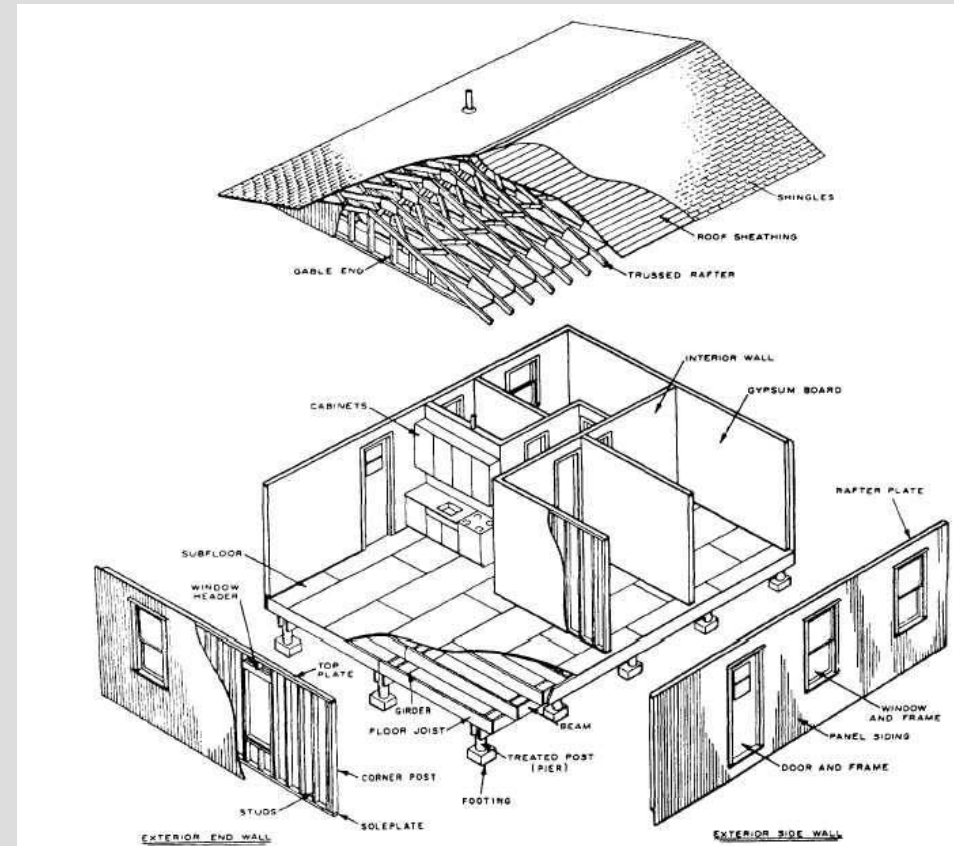 SHINGLES
ROOF SHEATHING
GABLE END
TRUSSED RAFTER
INTERIOR WALL
GYPSUM BOARD
CABINETS
RAFTER PLATE
SUBFLOOR
WINDOW
HEADER
TOP
PLATE
GIRDER
FLOOR JOIST
BEAM
WINDOW
AND FRAME
PANEL SIDING
TREATED POST
(PIER)
DOOR AND FRAME
CORNER POST
FOOTING
STUDS
SOLEPLATE
EXTERIOR END WALL
EXTERIOR SIDE WALL